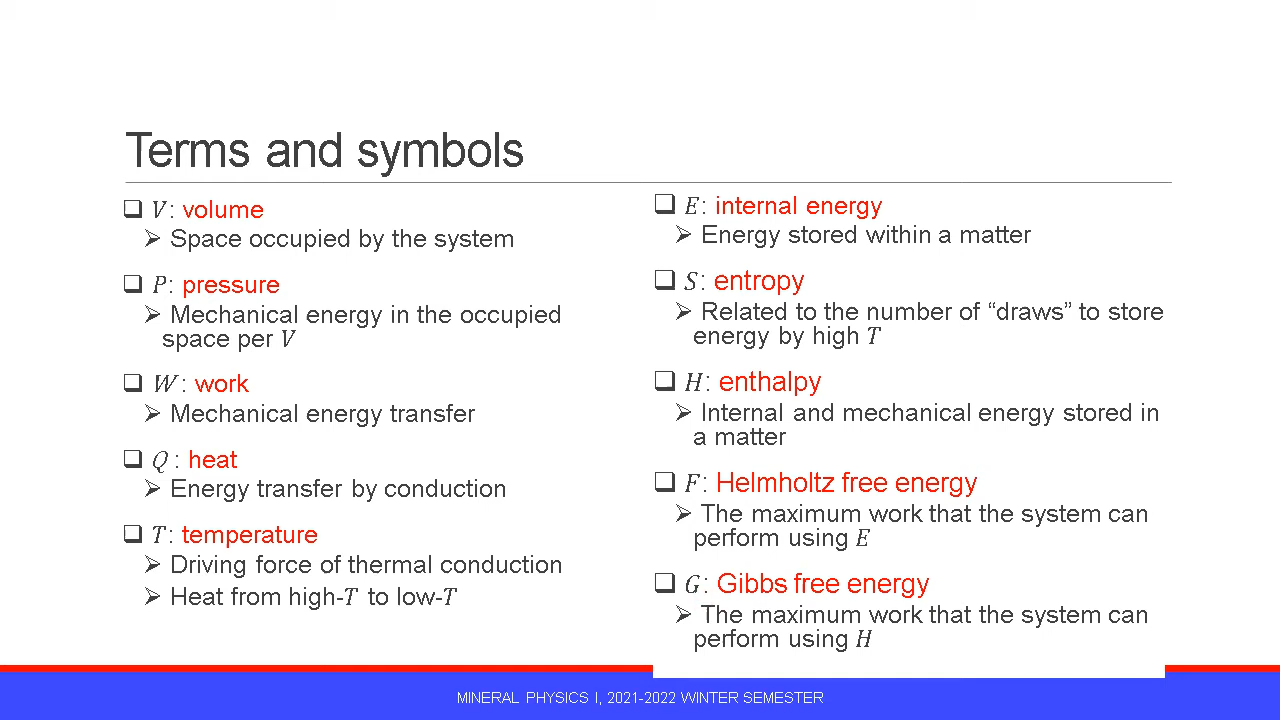 Terms and symbols
❑ V: volume
➢ Space occupied by the system
❑ P: pressure
➢ Mechanical energy in the occupied
space per V
❑ W: work
➢ Mechanical energy transfer
❑ Q : heat
➢ Energy transfer by conduction
❑ T: temperature
➢ Driving force of thermal conduction
➢ Heat from high-T to low-T
❑ E: internal energy
➢ Energy stored within a matter
❑ S: entropy
➢ Related to the number of “draws” to store
energy by high T
❑ H: enthalpy
➢ Internal and mechanical energy stored in
a matter
❑ F: Helmholtz free energy
➢ The maximum work that the system can
perform using E
❑ G: Gibbs free energy
➢ The maximum work that the system can
perform using H
MINERAL PHYSICS I, 2021-2022 WINTER SEMESTER